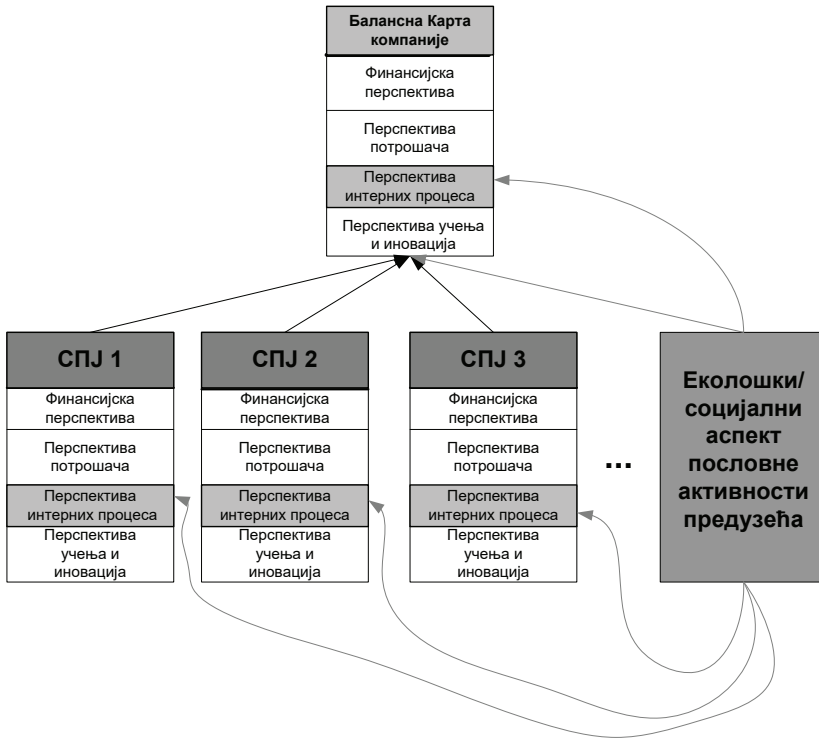 Балансна Карта
компаније
Финансијска
перспектива
Перспектива
потрошача
Перспектива
интерних процеса
Перспектива учења
и иновација
СПЈ 1
Финансијска
перспектива
Перспектива
потрошача
Перспектива
интерних процеса
Перспектива
учења и
иновација
СПЈ 2
Финансијска
перспектива
Перспектива
потрошача
Перспектива
интерних процеса
Перспектива
учења и
иновација
СПЈ 3
Финансијска
перспектива
Перспектива
потрошача
Перспектива
интерних процеса
Перспектива
учења и
иновација
...
Еколошки/
социјални
аспект
пословне
активности
предузећа